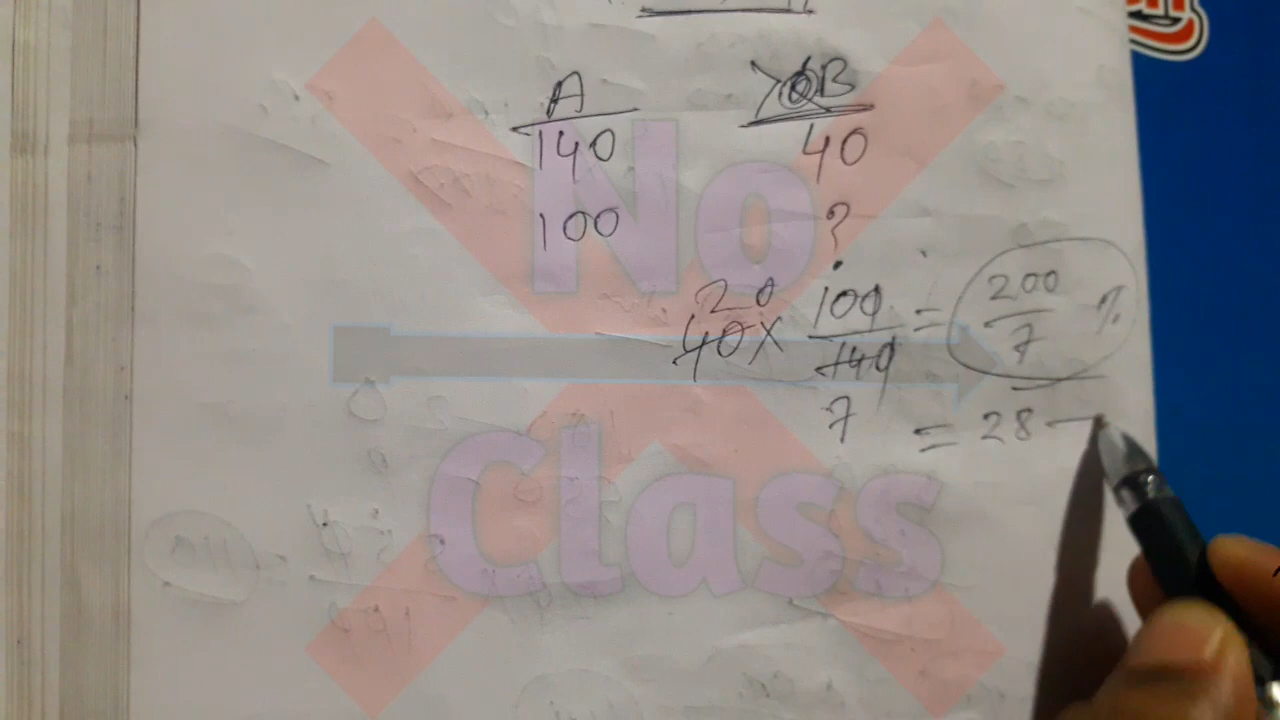 A B
140 40
100 ?
20
40 × 100/140 = 200/7 %
7
= 28
No
Class